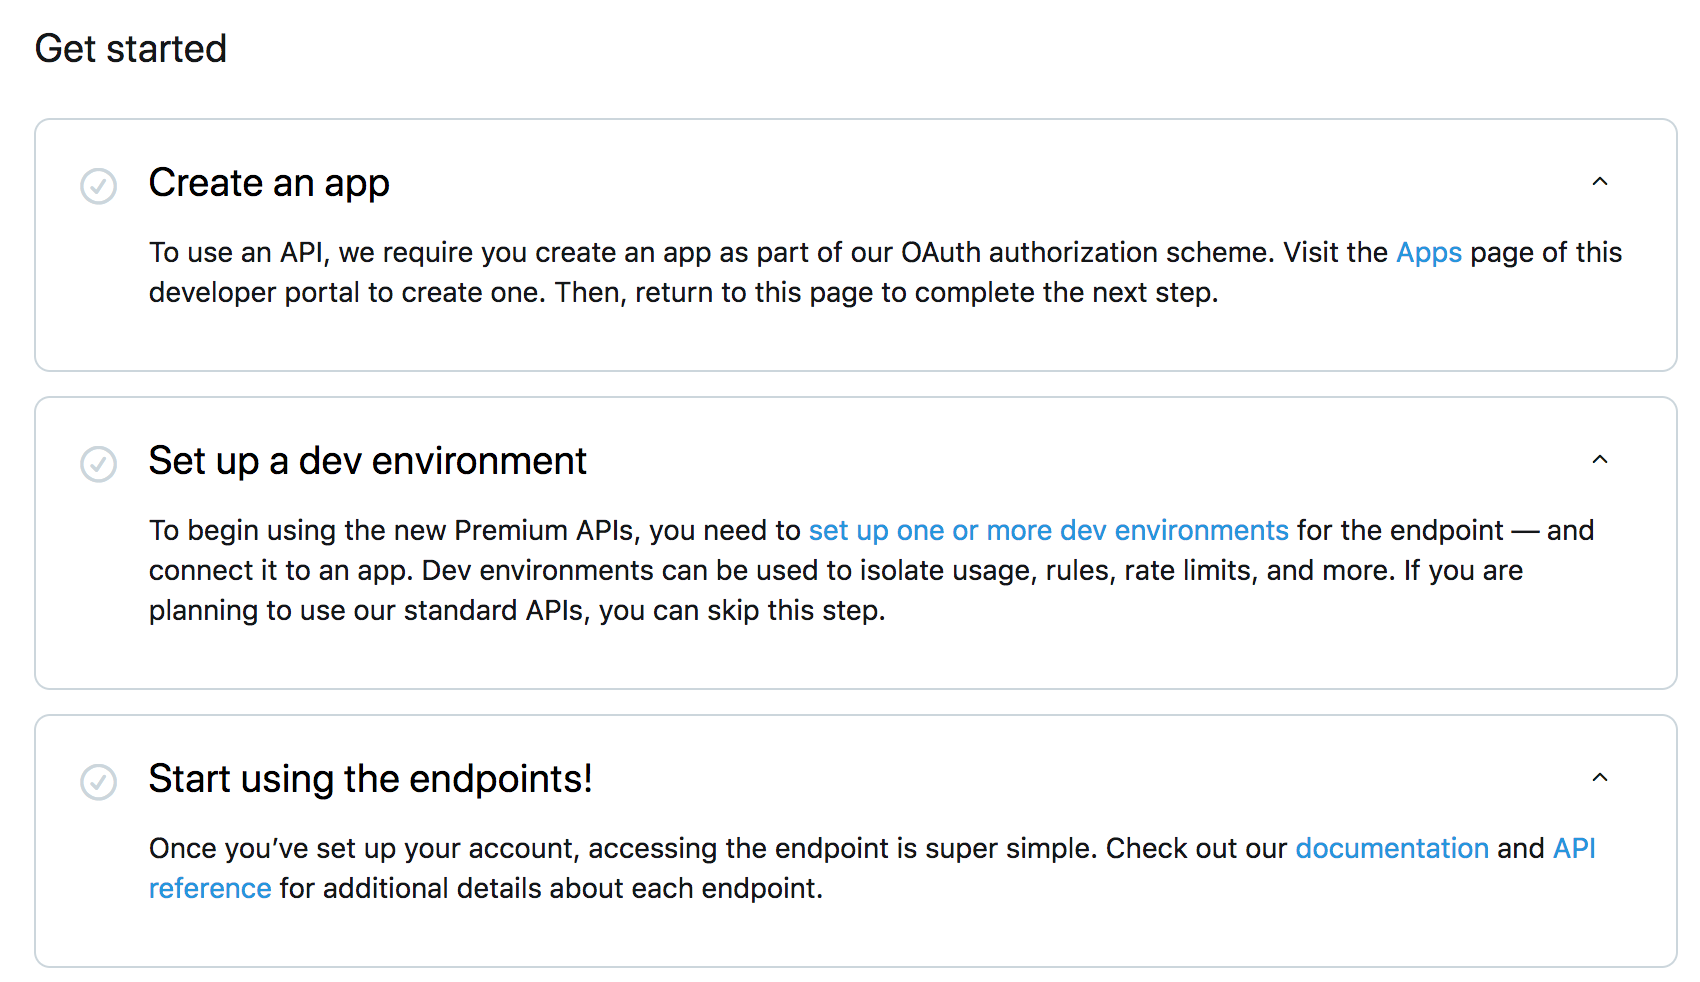 Get started
Create an app
To use an API, we require you create an app as part of our OAuth authorization scheme. Visit the Apps page of this
developer portal to create one. Then, return to this page to complete the next step.
Set up a dev environment
To begin using the new Premium APIs, you need to set up one or more dev environments for the endpoint — and
connect it to an app. Dev environments can be used to isolate usage, rules, rate limits, and more. If you are
planning to use our standard APIs, you can skip this step.
Start using the endpoints!
Once you’ve set up your account, accessing the endpoint is super simple. Check out our documentation and API
reference for additional details about each endpoint.